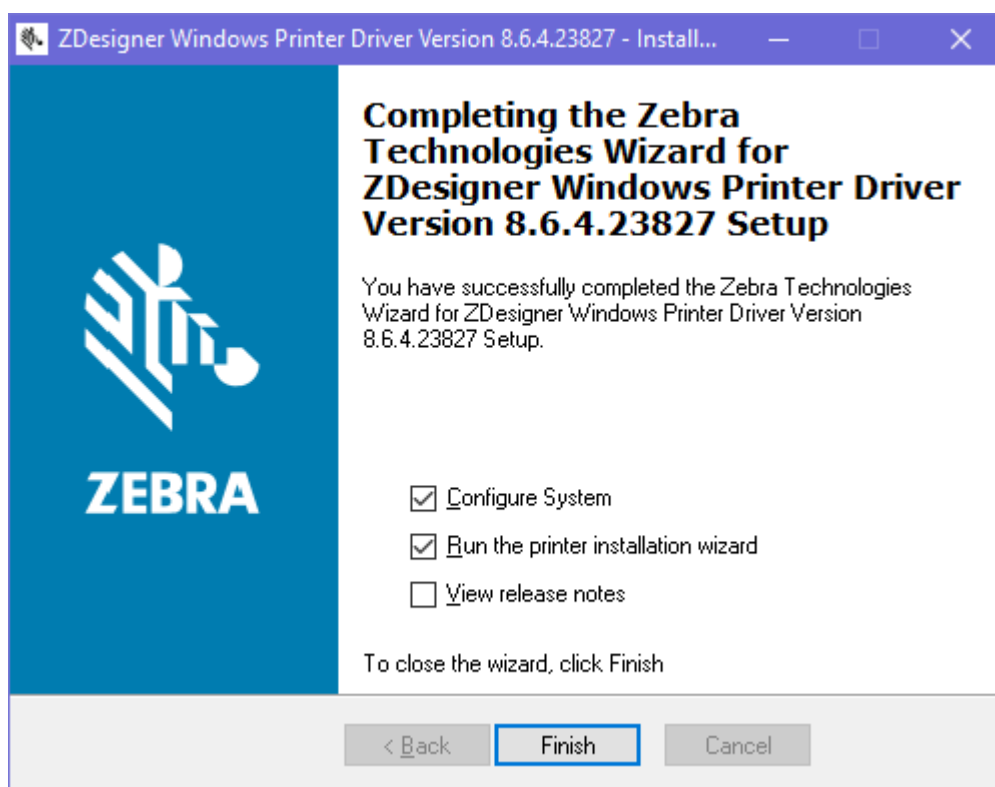 ZDesigner Windows Printer Driver Version 8.6.4.23827 - Install...
Completing the Zebra
Technologies Wizard for
ZDesigner Windows Printer Driver
Version 8.6.4.23827 Setup
You have successfully completed the Zebra Technologies
Wizard for ZDesigner Windows Printer Driver Version
8.6.4.23827 Setup.
ZEBRA
Configure System
Run the printer installation wizard
View release notes
To close the wizard, click Finish
< Back Finish Cancel